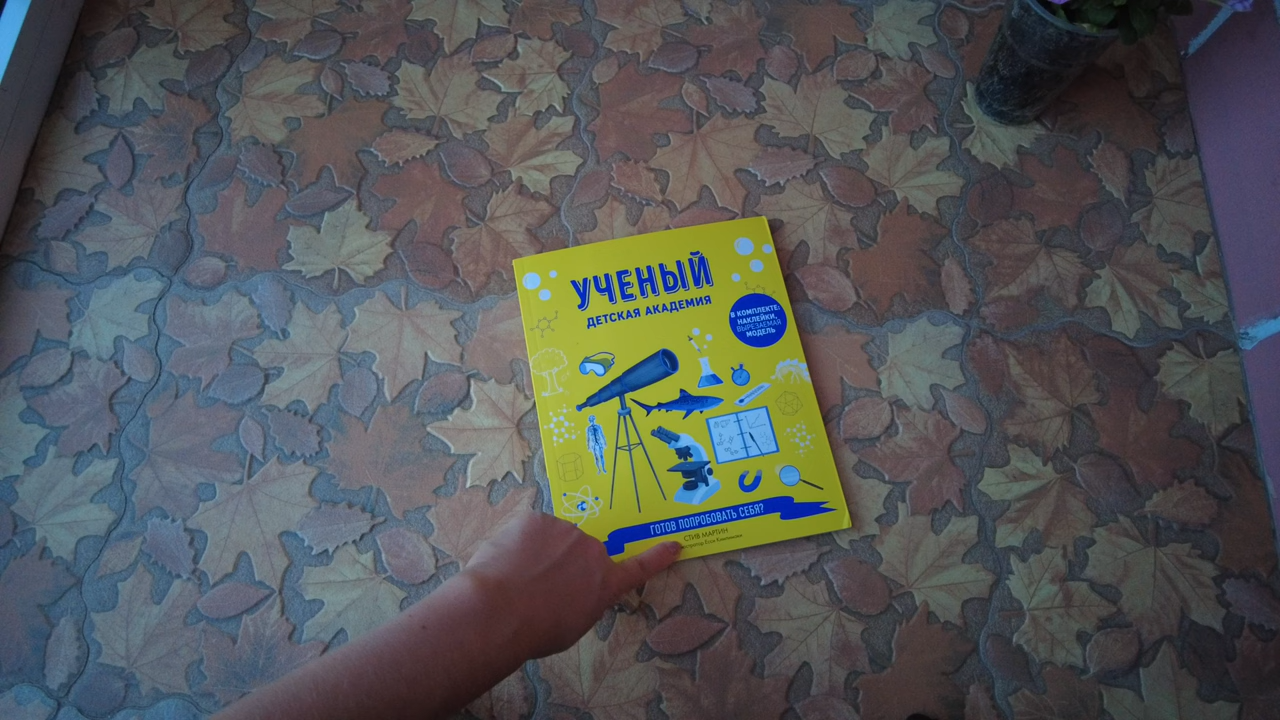 УЧЕНЫЙ
ДЕТСКАЯ АКАДЕМИЯ
В КОМПЛЕКТЕ:
НАКЛЕЙКИ,
ВЫРЕЗАЕМАЯ
МОДЕЛЬ
ГОТОВ ПОПРОБОВАТЬ СЕБЯ?
СТИВ МАРТИН